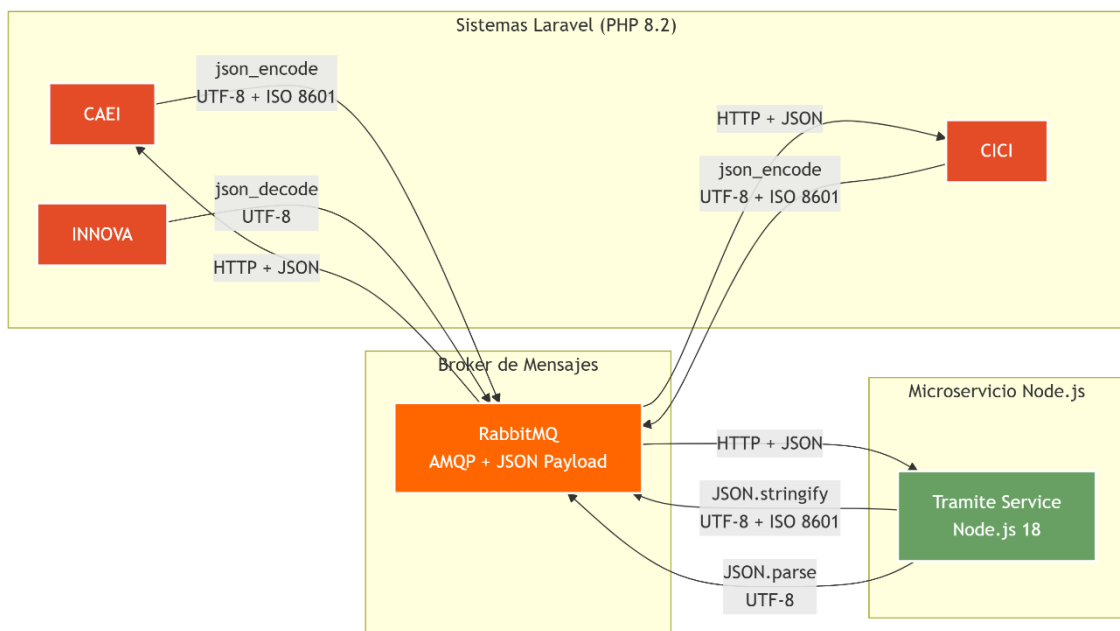 Sistemas Laravel (PHP 8.2)
json_encode
UTF-8 + ISO 8601
CAEI
HTTP + JSON
CICI
json_encode
UTF-8 + ISO 8601
json_decode
UTF-8
INNOVA
HTTP + JSON
Broker de Mensajes
Microservicio Node.js
RabbitMQ
AMQP + JSON Payload
HTTP + JSON
JSON.stringify
UTF-8 + ISO 8601
Tramite Service
Node.js 18
JSON.parse
UTF-8